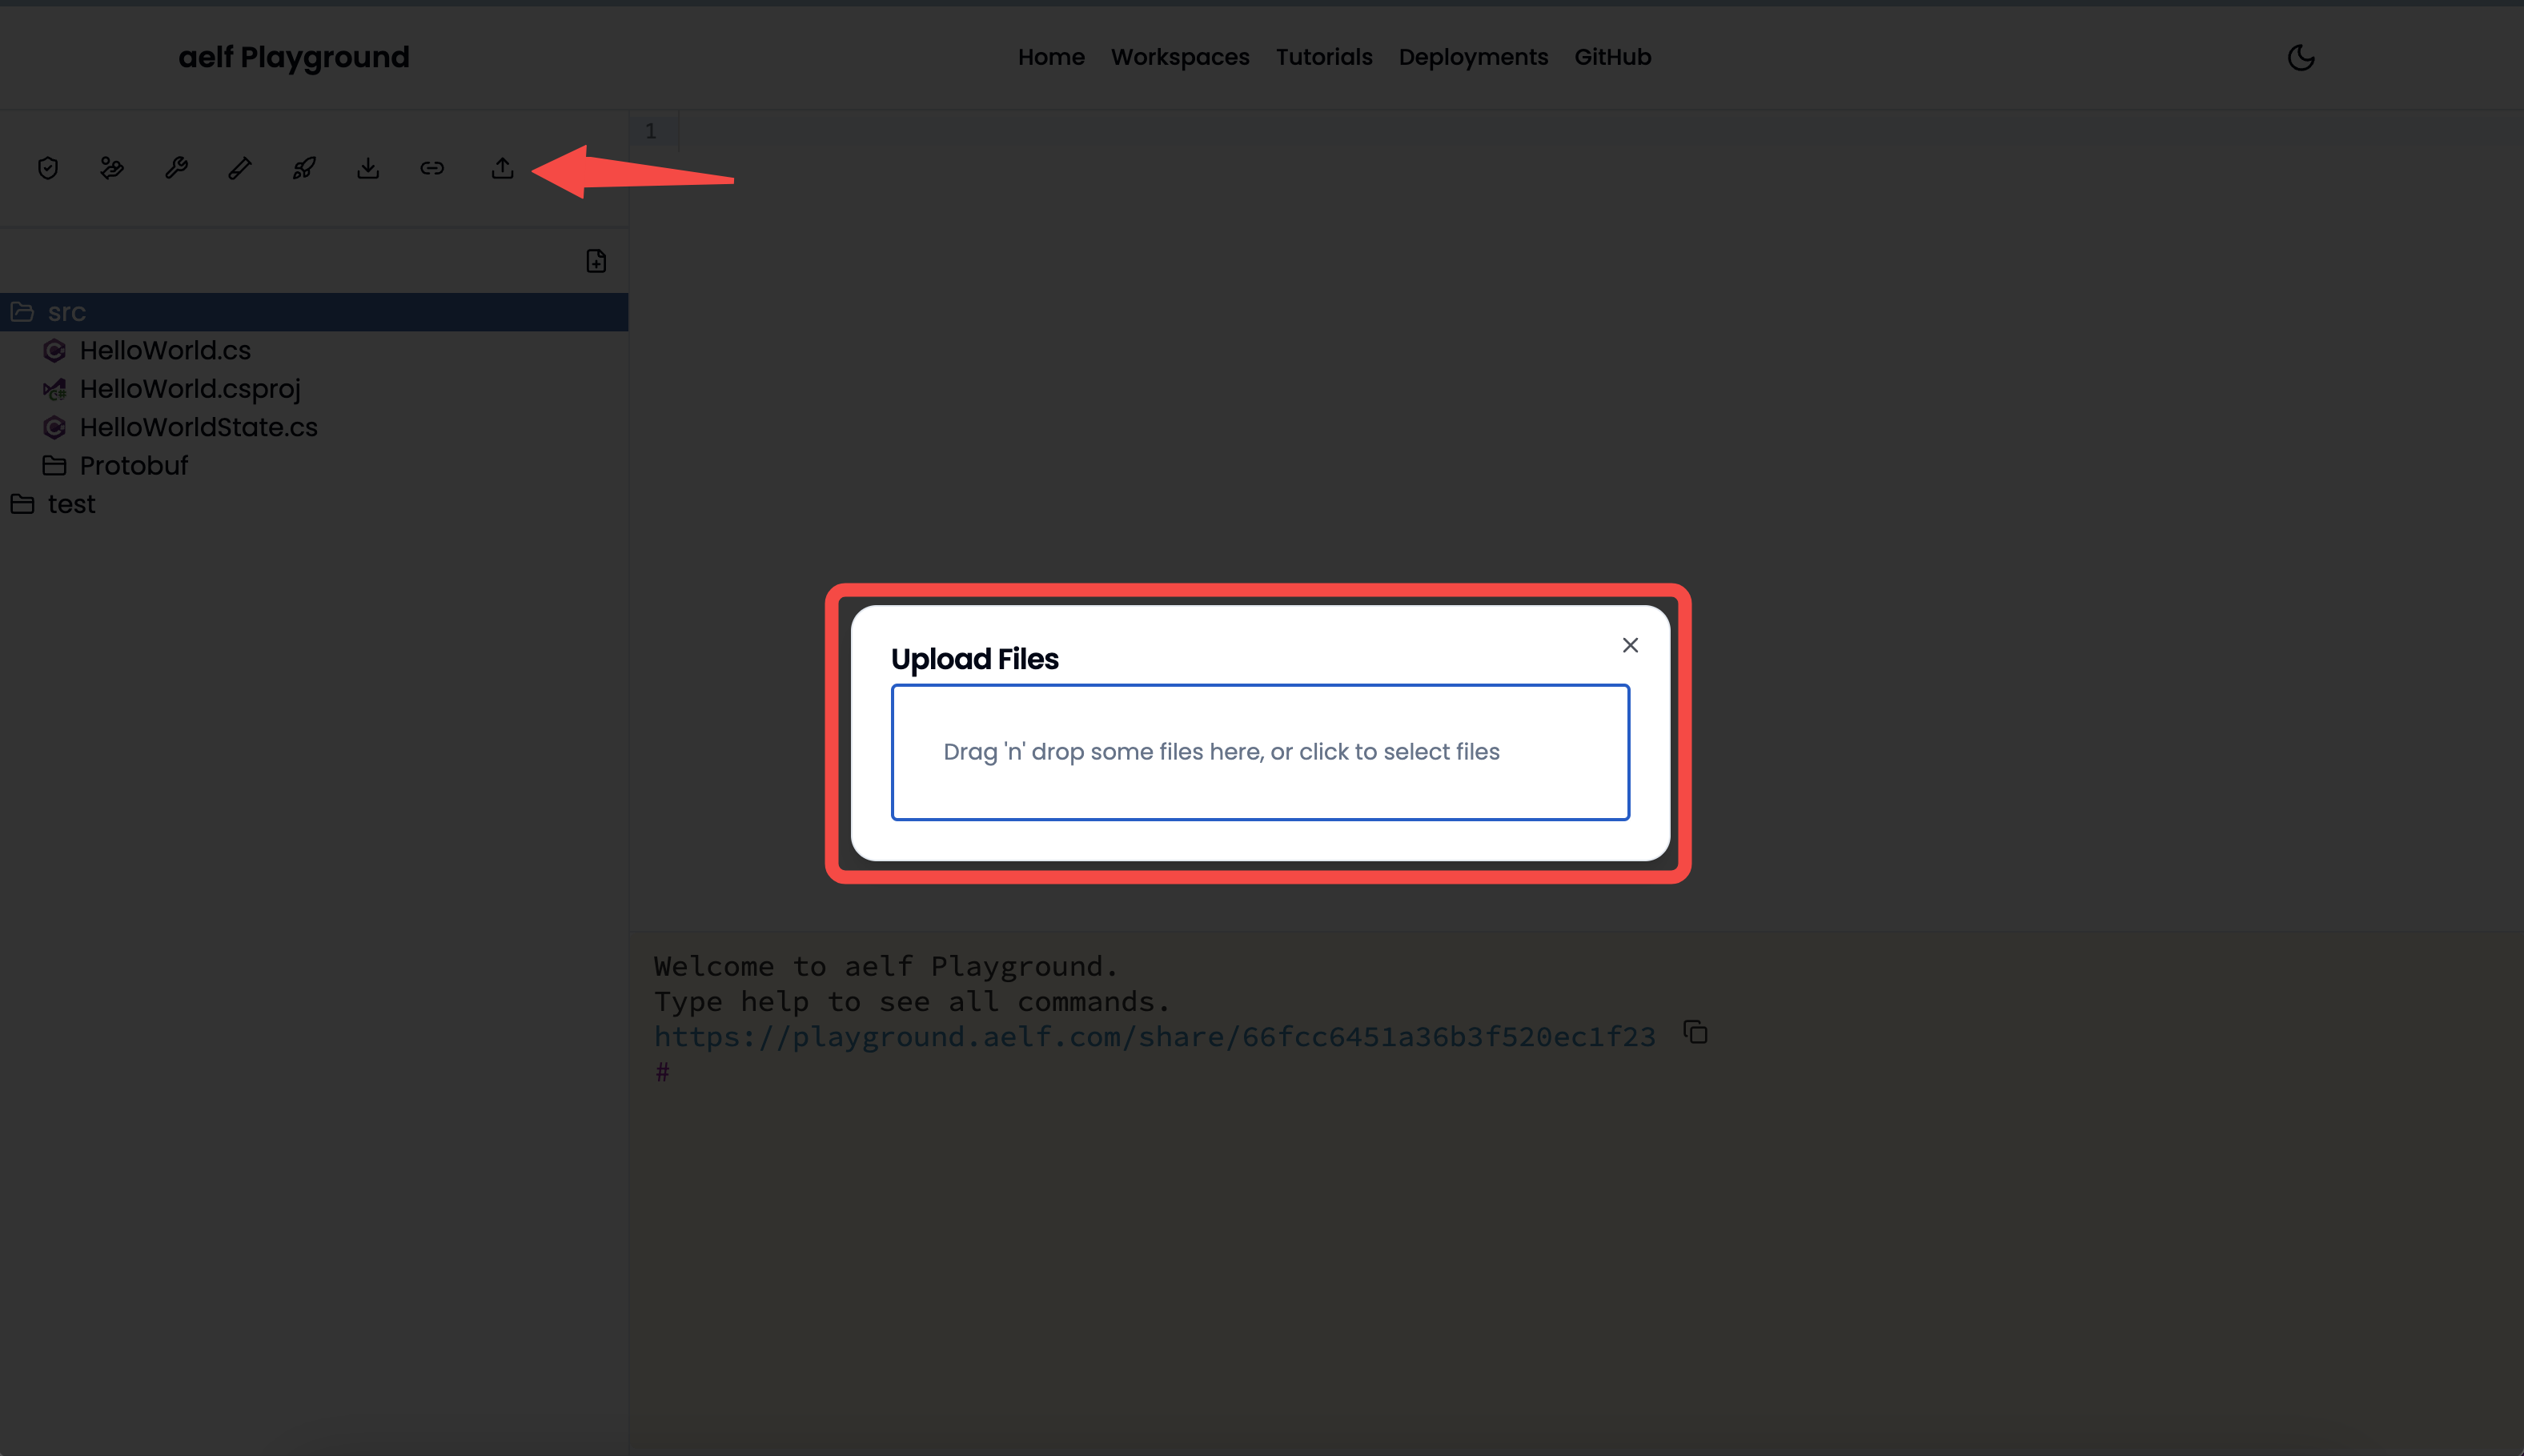 aelf Playground
Home Workspaces Tutorials Deployments GitHub
1
src
HelloWorld.cs
HelloWorld.csproj
HelloWorldState.cs
Protobuf
test
Upload Files
Drag 'n' drop some files here, or click to select files
Welcome to aelf Playground.
Type help to see all commands.
https://playground.aelf.com/share/66fcc6451a36b3f520ec1f23
#